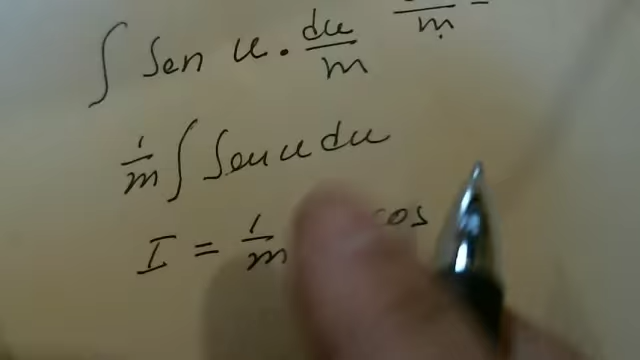 ∫ Sen u · du/m
/m =
1/m ∫ Sen u du
I = 1/m cos